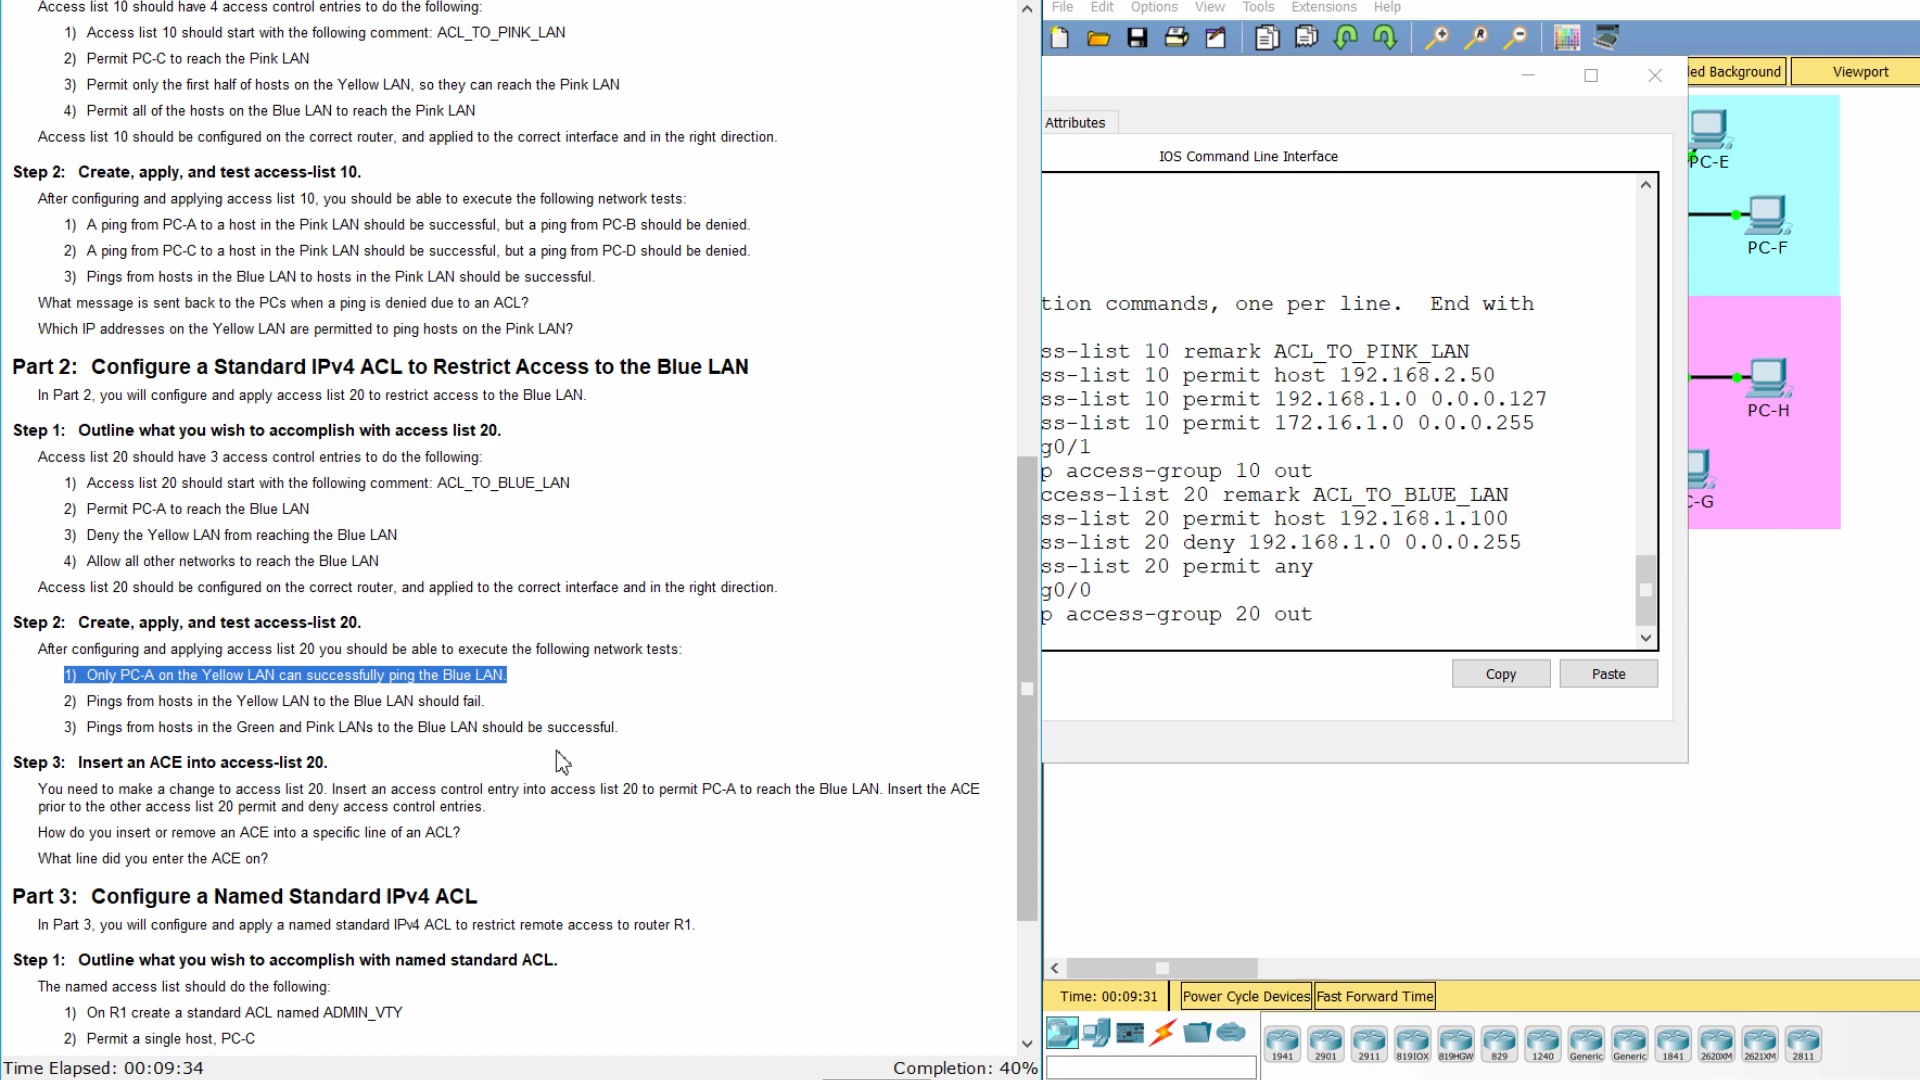 Access list 10 should have 4 access control entries to do the following:
1) Access list 10 should start with the following comment: ACL_TO_PINK_LAN
2) Permit PC-C to reach the Pink LAN
3) Permit only the first half of hosts on the Yellow LAN, so they can reach the Pink LAN
4) Permit all of the hosts on the Blue LAN to reach the Pink LAN
Access list 10 should be configured on the correct router, and applied to the correct interface and in the right direction.
Step 2: Create, apply, and test access-list 10.
After configuring and applying access list 10, you should be able to execute the following network tests:
1) A ping from PC-A to a host in the Pink LAN should be successful, but a ping from PC-B should be denied.
2) A ping from PC-C to a host in the Pink LAN should be successful, but a ping from PC-D should be denied.
3) Pings from hosts in the Blue LAN to hosts in the Pink LAN should be successful.
What message is sent back to the PCs when a ping is denied due to an ACL?
Which IP addresses on the Yellow LAN are permitted to ping hosts on the Pink LAN?
Part 2: Configure a Standard IPv4 ACL to Restrict Access to the Blue LAN
In Part 2, you will configure and apply access list 20 to restrict access to the Blue LAN.
Step 1: Outline what you wish to accomplish with access list 20.
Access list 20 should have 3 access control entries to do the following:
1) Access list 20 should start with the following comment: ACL_TO_BLUE_LAN
2) Permit PC-A to reach the Blue LAN
3) Deny the Yellow LAN from reaching the Blue LAN
4) Allow all other networks to reach the Blue LAN
Access list 20 should be configured on the correct router, and applied to the correct interface and in the right direction.
Step 2: Create, apply, and test access-list 20.
After configuring and applying access list 20 you should be able to execute the following network tests:
1) Only PC-A on the Yellow LAN can successfully ping the Blue LAN.
2) Pings from hosts in the Yellow LAN to the Blue LAN should fail.
3) Pings from hosts in the Green and Pink LANs to the Blue LAN should be successful.
Step 3: Insert an ACE into access-list 20.
You need to make a change to access list 20. Insert an access control entry into access list 20 to permit PC-A to reach the Blue LAN. Insert the ACE
prior to the other access list 20 permit and deny access control entries.
How do you insert or remove an ACE into a specific line of an ACL?
What line did you enter the ACE on?
Part 3: Configure a Named Standard IPv4 ACL
In Part 3, you will configure and apply a named standard IPv4 ACL to restrict remote access to router R1.
Step 1: Outline what you wish to accomplish with named standard ACL.
The named access list should do the following:
1) On R1 create a standard ACL named ADMIN_VTY
2) Permit a single host, PC-C
Time Elapsed: 00:09:34
Completion: 40%
File Edit Options View Tools Extensions Help
led Background
Viewport
Attributes
IOS Command Line Interface
tion commands, one per line. End with
ss-list 10 remark ACL_TO_PINK_LAN
ss-list 10 permit host 192.168.2.50
ss-list 10 permit 192.168.1.0 0.0.0.127
ss-list 10 permit 172.16.1.0 0.0.0.255
g0/1
p access-group 10 out
ccess-list 20 remark ACL_TO_BLUE_LAN
ss-list 20 permit host 192.168.1.100
ss-list 20 deny 192.168.1.0 0.0.0.255
ss-list 20 permit any
g0/0
p access-group 20 out
Copy
Paste
PC-E
PC-F
PC-H
C-G
Time: 00:09:31
Power Cycle Devices
Fast Forward Time
1941 2901 2911 819IOX 819HGW 829 1240 Generic Generic 1841 2620XM 2621XM 2811